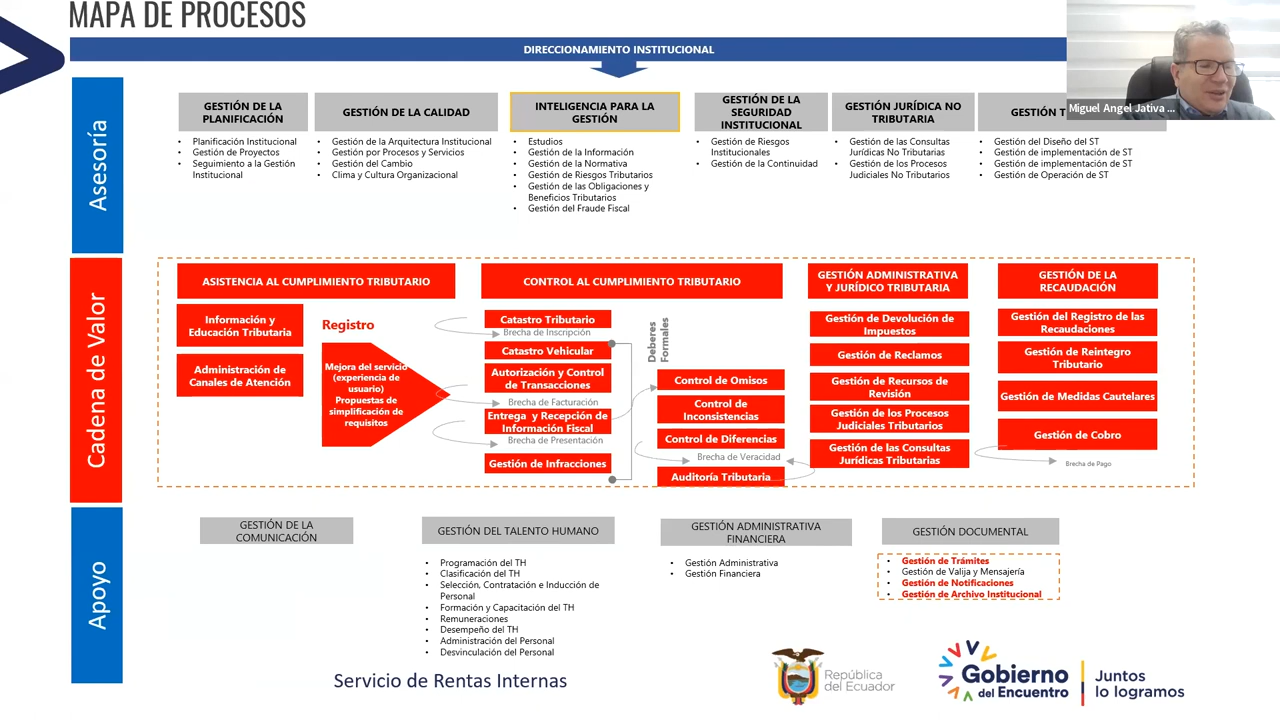 MAPA DE PROCESOS
DIRECCIONAMIENTO INSTITUCIONAL
Miguel Angel Jativa ...
Asesoría
GESTIÓN DE LA
PLANIFICACIÓN
• Planificación Institucional
• Gestión de Proyectos
• Seguimiento a la Gestión
Institucional
GESTIÓN DE LA CALIDAD
• Gestión de la Arquitectura Institucional
• Gestión por Procesos y Servicios
• Gestión del Cambio
• Clima y Cultura Organizacional
INTELIGENCIA PARA LA
GESTIÓN
• Estudios
• Gestión de la Información
• Gestión de la Normativa
• Gestión de Riesgos Tributarios
• Gestión de las Obligaciones y
Beneficios Tributarios
• Gestión del Fraude Fiscal
GESTIÓN DE LA
SEGURIDAD
INSTITUCIONAL
• Gestión de Riesgos
Institucionales
• Gestión de la Continuidad
GESTIÓN JURÍDICA NO
TRIBUTARIA
• Gestión de las Consultas
Jurídicas No Tributarias
• Gestión de los Procesos
Judiciales No Tributarios
GESTIÓN T
• Gestión del Diseño del ST
• Gestión de implementación de ST
• Gestión de implementación de ST
• Gestión de Operación de ST
Cadena de Valor
ASISTENCIA AL CUMPLIMIENTO TRIBUTARIO
Información y
Educación Tributaria
Administración de
Canales de Atención
Registro
Mejora del servicio
(experiencia de
usuario)
Propuestas de
simplificación de
requisitos
CONTROL AL CUMPLIMIENTO TRIBUTARIO
Catastro Tributario
Brecha de Inscripción
Catastro Vehicular
Autorización y Control
de Transacciones
Brecha de Facturación
Entrega y Recepción de
Información Fiscal
Brecha de Presentación
Gestión de Infracciones
Deberes
Formales
Control de Omisos
Control de
Inconsistencias
Control de Diferencias
Brecha de Veracidad
Auditoría Tributaria
GESTIÓN ADMINISTRATIVA
Y JURÍDICO TRIBUTARIA
Gestión de Devolución de
Impuestos
Gestión de Reclamos
Gestión de Recursos de
Revisión
Gestión de los Procesos
Judiciales Tributarios
Gestión de las Consultas
Jurídicas Tributarias
GESTIÓN DE LA
RECAUDACIÓN
Gestión del Registro de las
Recaudaciones
Gestión de Reintegro
Tributario
Gestión de Medidas Cautelares
Gestión de Cobro
Brecha de Pago
Apoyo
GESTIÓN DE LA
COMUNICACIÓN
GESTIÓN DEL TALENTO HUMANO
• Programación del TH
• Clasificación del TH
• Selección, Contratación e Inducción de
Personal
• Formación y Capacitación del TH
• Remuneraciones
• Desempeño del TH
• Administración del Personal
• Desvinculación del Personal
GESTIÓN ADMINISTRATIVA
FINANCIERA
• Gestión Administrativa
• Gestión Financiera
GESTIÓN DOCUMENTAL
• Gestión de Trámites
• Gestión de Valija y Mensajería
• Gestión de Notificaciones
• Gestión de Archivo Institucional
Servicio de Rentas Internas
República
del Ecuador
Gobierno
del Encuentro
Juntos
lo logramos